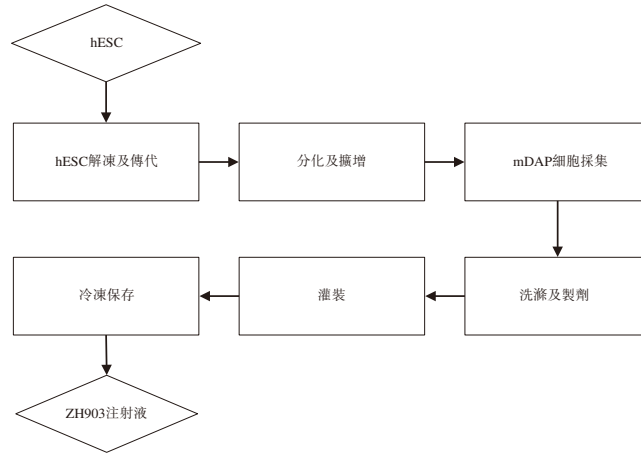 hESC
hESC解凍及傳代
分化及擴增
mDAP細胞採集
洗滌及製劑
灌裝
冷凍保存
ZH903注射液